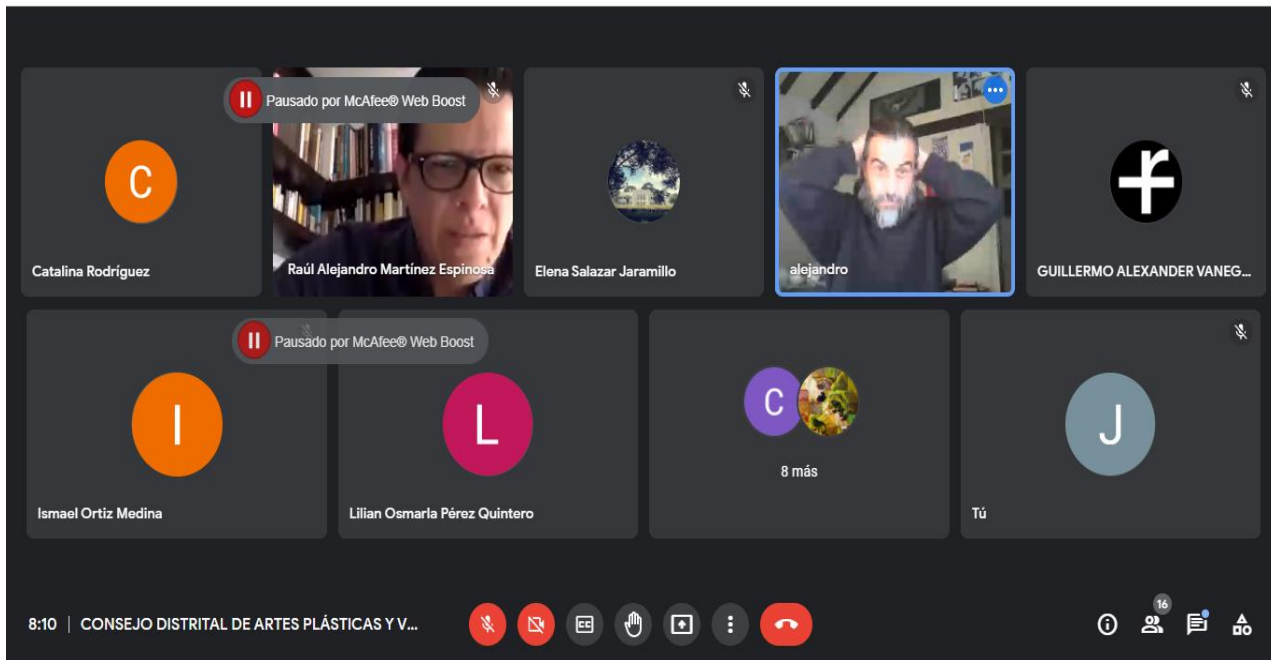 Pausado por McAfee® Web Boost
C
Catalina Rodríguez
Raúl Alejandro Martínez Espinosa
Elena Salazar Jaramillo
alejandro
GUILLERMO ALEXANDER VANEG...
Pausado por McAfee® Web Boost
I
Ismael Ortiz Medina
L
Lilian Osmarla Pérez Quintero
C
8 más
J
Tú
8:10 | CONSEJO DISTRITAL DE ARTES PLÁSTICAS Y V...
CC
16